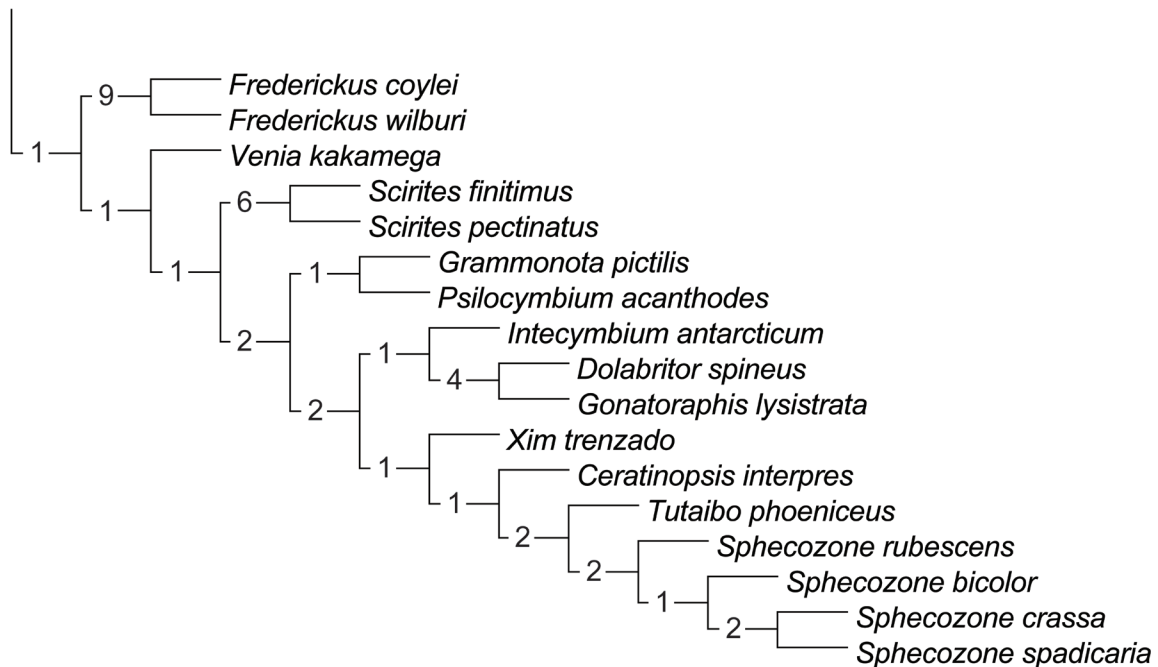 9
Frederickus coylei
Frederickus wilburi
1
Venia kakamega
1
6
Scirites finitimus
Scirites pectinatus
1
1
Grammonota pictilis
Psilocymbium acanthodes
2
Intecymbium antarcticum
1
Dolabritor spineus
4
Gonatoraphis lysistrata
2
Xim trenzado
1
Ceratinopsis interpres
1
Tutaibo phoeniceus
2
Sphecozone rubescens
2
Sphecozone bicolor
1
Sphecozone crassa
2
Sphecozone spadicaria